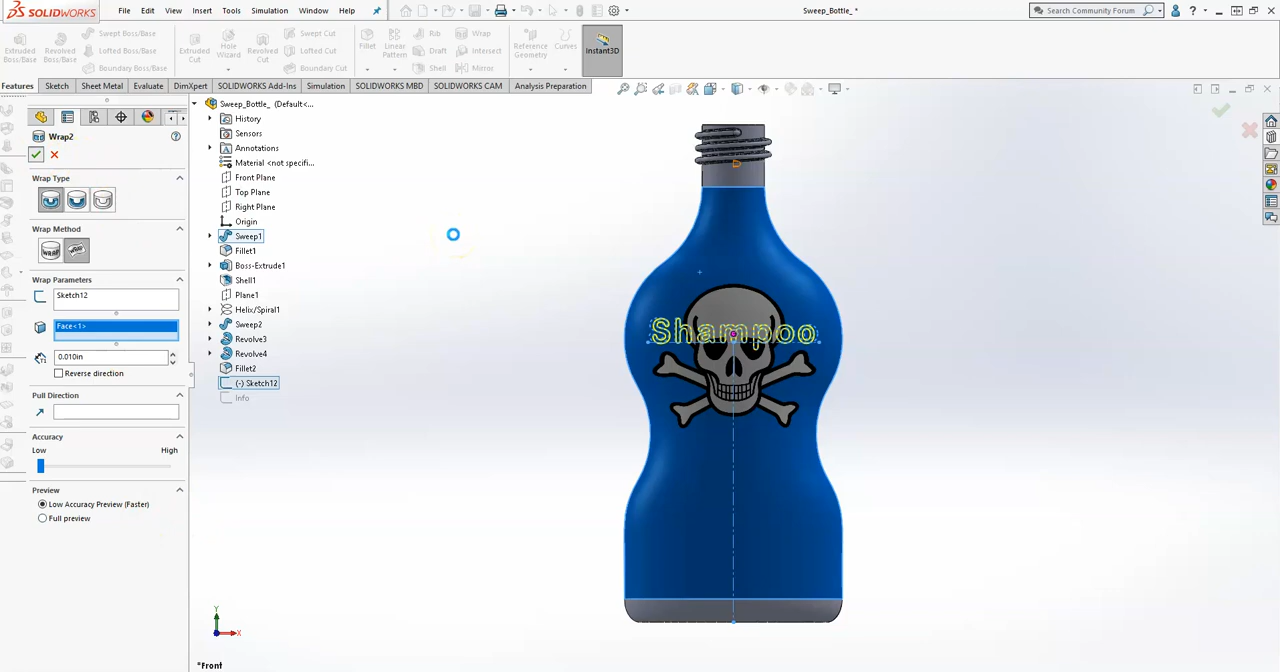 SOLIDWORKS File Edit View Insert Tools Simulation Window Help Sweep_Bottle_ * Search Community Forum
Extruded Boss/Base
Revolved Boss/Base
Swept Boss/Base
Lofted Boss/Base
Boundary Boss/Base
Extruded Cut
Hole Wizard
Revolved Cut
Swept Cut
Lofted Cut
Boundary Cut
Fillet
Linear Pattern
Rib
Draft
Shell
Wrap
Intersect
Mirror
Reference Geometry
Curves
Instant3D
Features Sketch Sheet Metal Evaluate DimXpert SOLIDWORKS Add-Ins Simulation SOLIDWORKS MBD SOLIDWORKS CAM Analysis Preparation
Wrap2
Wrap Type
Wrap Method
WRAP
Wrap Parameters
Sketch12
Face<1>
0.010in
Reverse direction
Pull Direction
Accuracy
Low High
Preview
Low Accuracy Preview (Faster)
Full preview
Sweep_Bottle_ (Default<...
History
Sensors
Annotations
Material <not specifi...
Front Plane
Top Plane
Right Plane
Origin
Sweep1
Fillet1
Boss-Extrude1
Shell1
Plane1
Helix/Spiral1
Sweep2
Revolve3
Revolve4
Fillet2
(-) Sketch12
Info
Shampoo
Y
X
*Front